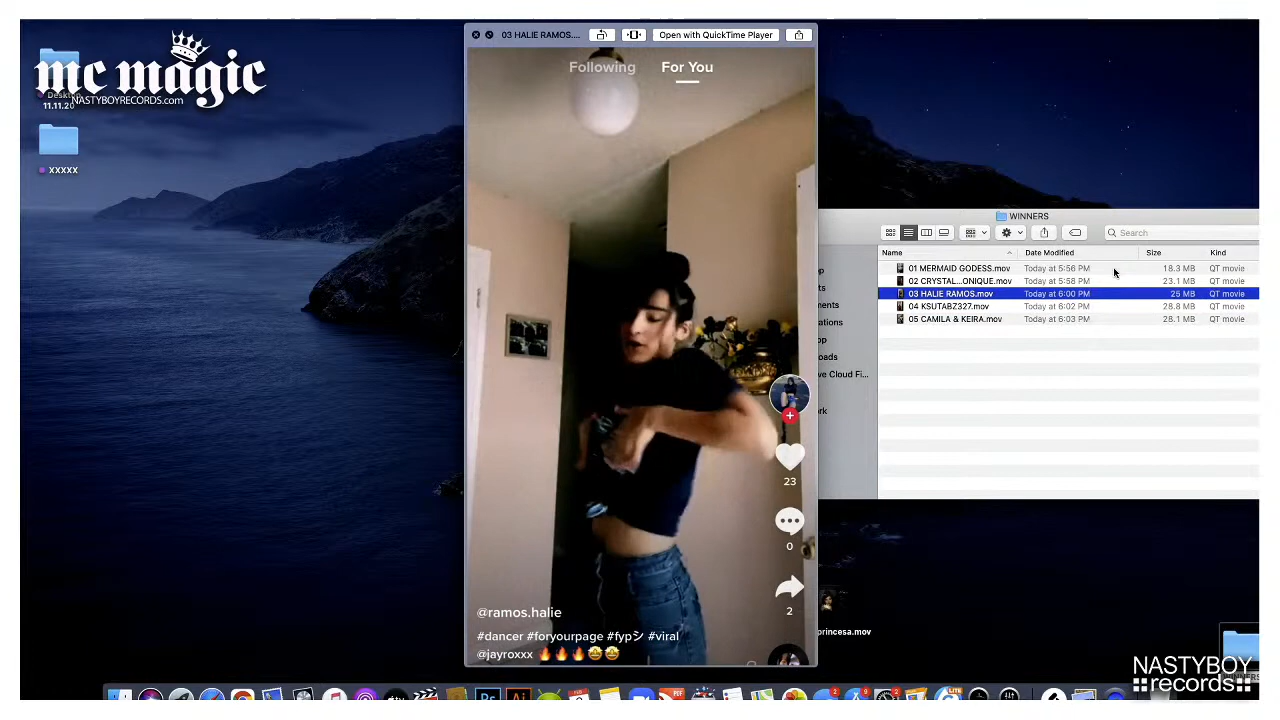 mc magic
NASTYBOYRECORDS.com
11.11.20
XXXXX
03 HALIE RAMOS....
Open with QuickTime Player
Following
For You
23
0
2
@ramos.halie
#dancer #foryourpage #fypシ #viral
@jayroxxx 🔥🔥🔥🤩🤩
WINNERS
Search
Name
Date Modified
Size
Kind
01 MERMAID GODESS.mov
Today at 5:56 PM
18.3 MB
QT movie
02 CRYSTAL...ONIQUE.mov
Today at 5:58 PM
23.1 MB
QT movie
03 HALIE RAMOS.mov
Today at 6:00 PM
25 MB
QT movie
04 KSUTABZ327.mov
Today at 6:02 PM
28.8 MB
QT movie
05 CAMILA & KEIRA.mov
Today at 6:03 PM
28.1 MB
QT movie
princesa.mov
NASTYBOY
records